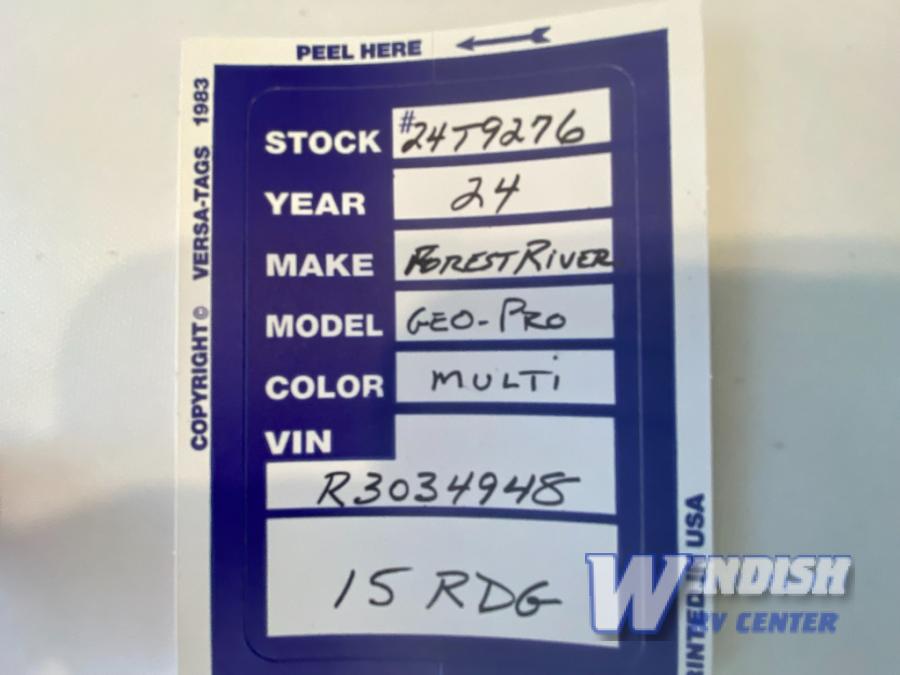 PEEL HERE
COPYRIGHT © VERSA-TAGS 1983
STOCK #24T9276
YEAR 24
MAKE FOREST RIVER
MODEL GEO-PRO
COLOR MULTi
VIN
R3034948
15 RDG
PRINTED IN USA
WINDISH
RV CENTER